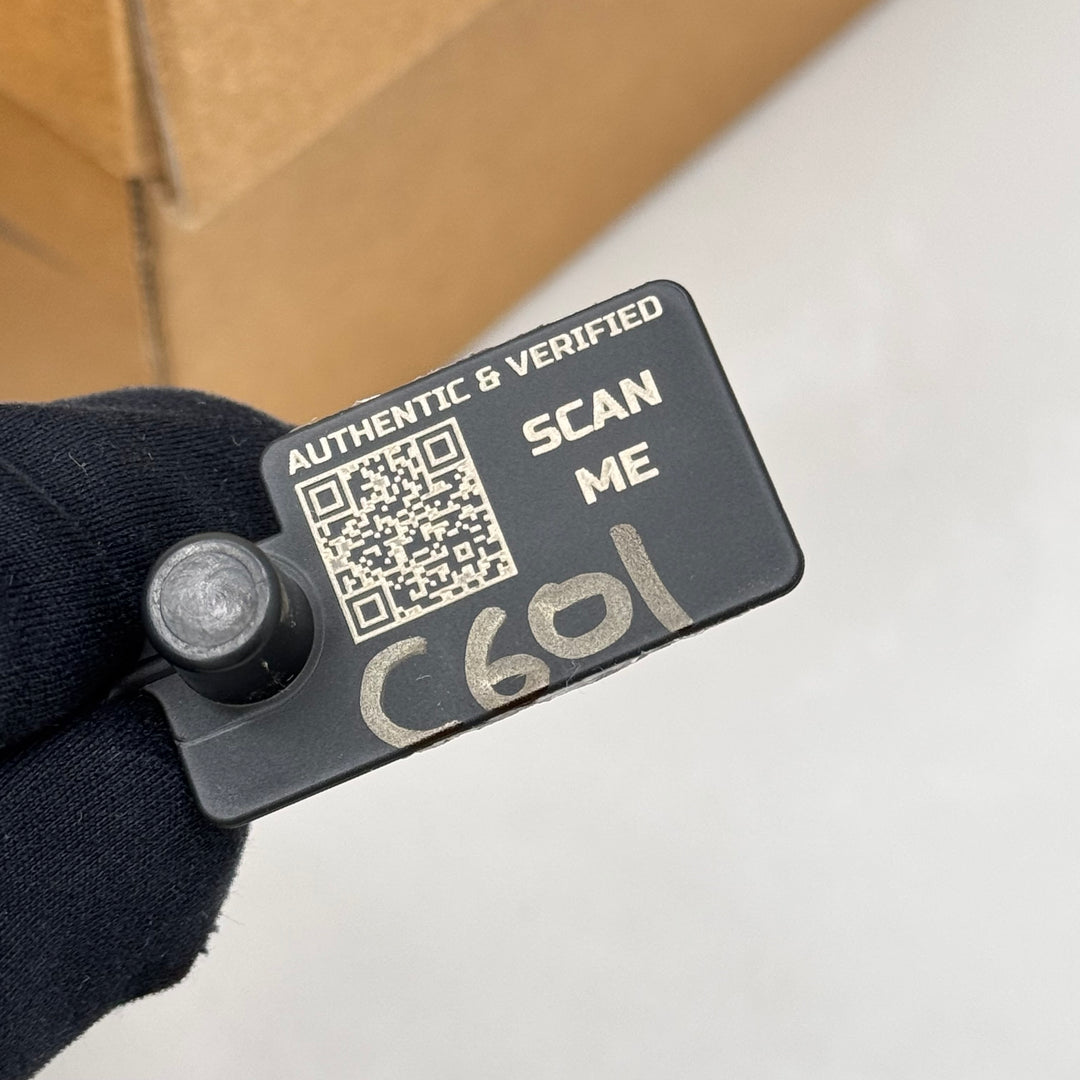 AUTHENTIC & VERIFIED
SCAN
ME
C601